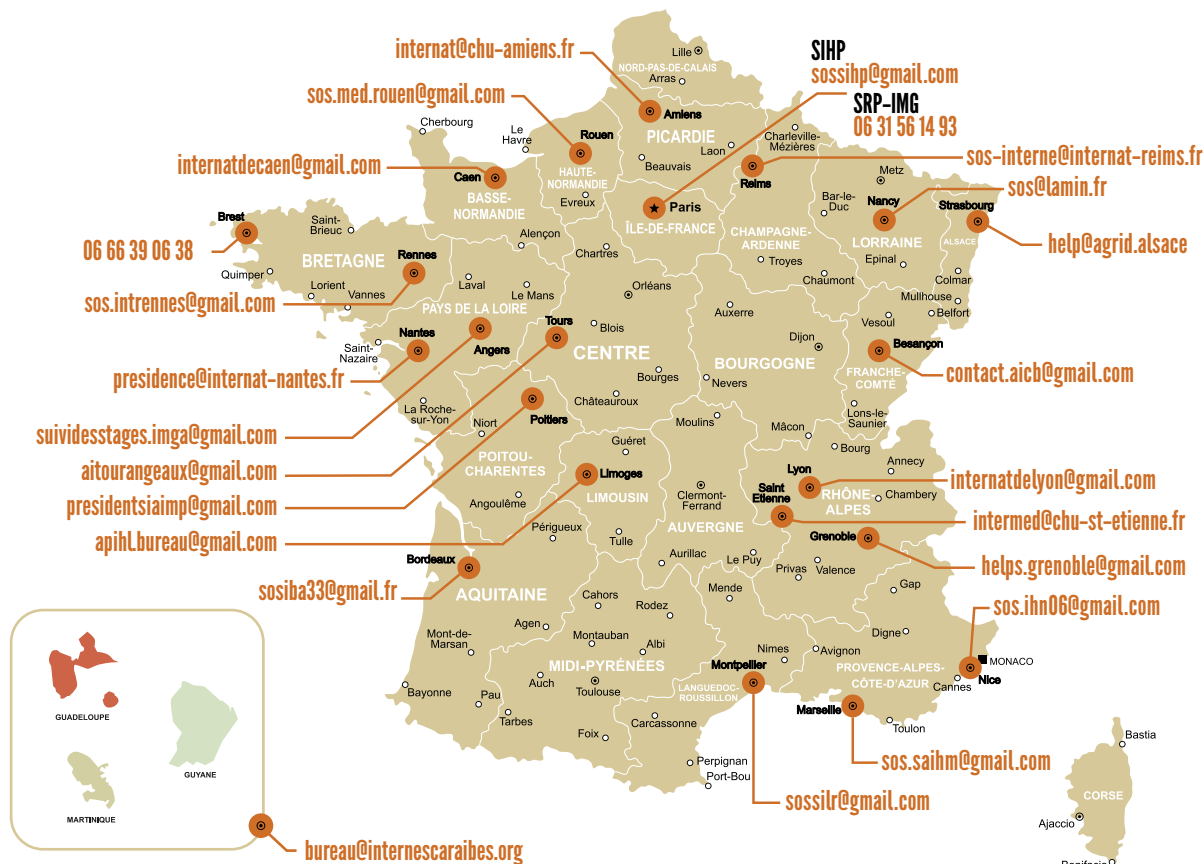 internat@chu-amiens.fr
Lille
NORD-PAS-DE-CALAIS
Arras
SIHP
sossihp@gmail.com
SRP-IMG
06 31 56 14 93
sos.med.rouen@gmail.com
Cherbourg
Le
Havre
Rouen
Amiens
PICARDIE
Laon
Beauvais
Charleville-
Mézières
sos-interne@internat-reims.fr
Reims
Metz
sos@lamin.fr
internatdecaen@gmail.com
Caen
BASSE-
NORMANDIE
HAUTE-
NORMANDIE
Evreux
Paris
ÎLE-DE-FRANCE
Bar-le-
Duc
Nancy
Strasbourg
CHAMPAGNE-
ARDENNE
LORRAINE
ALSACE
help@agrid.alsace
Brest
Saint-
Brieuc
06 66 39 06 38
BRETAGNE
Rennes
Alençon
Chartres
Troyes
Epinal
Chaumont
Colmar
Quimper
sos.intrennes@gmail.com
Lorient
Vannes
Laval
Le Mans
Orléans
Mullhouse
Belfort
PAYS DE LA LOIRE
Auxerre
Vesoul
Nantes
Angers
Tours
Blois
CENTRE
Dijon
Besançon
Saint-
Nazaire
BOURGOGNE
FRANCHE-
COMTÉ
contact.aicb@gmail.com
presidence@internat-nantes.fr
Bourges
Nevers
Châteauroux
La Roche-
sur-Yon
Poitiers
Niort
Moulins
Lons-le-
Saunier
Mâcon
Bourg
suividesstages.imga@gmail.com
Guéret
Annecy
aitourangeaux@gmail.com
POITOU-
CHARENTES
Limoges
LIMOUSIN
Lyon
internatdelyon@gmail.com
Clermont-
Ferrand
Saint
Etienne
RHÔNE-
ALPES
Chambery
presidentsiaimp@gmail.com
Angoulême
AUVERGNE
intermed@chu-st-etienne.fr
apihl.bureau@gmail.com
Périgueux
Tulle
Grenoble
helps.grenoble@gmail.com
Bordeaux
Aurillac
Le Puy
Privas
Valence
sosiba33@gmail.fr
AQUITAINE
Cahors
Rodez
Mende
Gap
sos.ihn06@gmail.com
Agen
Mont-de-
Marsan
Montauban
Albi
Digne
MIDI-PYRÉNÉES
Nimes
Avignon
MONACO
Montpellier
PROVENCE-ALPES-
CÔTE-D'AZUR
Nice
Cannes
Auch
Toulouse
LANGUEDOC-
ROUSSILLON
Bayonne
Pau
Tarbes
Marseille
Carcassonne
Toulon
Foix
Perpignan
Port-Bou
sos.saihm@gmail.com
sossilr@gmail.com
Bastia
CORSE
Ajaccio
Bonifacio
GUADELOUPE
GUYANE
MARTINIQUE
bureau@internescaraibes.org